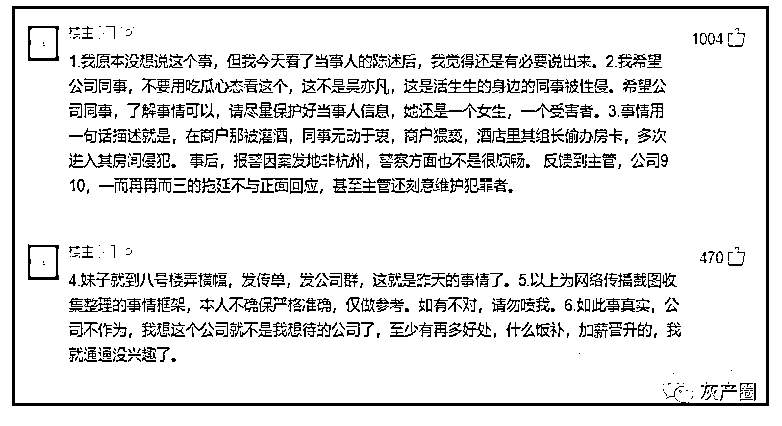 楼主
1004
1.我原本没想说这个事，但我今天看了当事人的陈述后，我觉得还是有必要说出来。2.我希望
公司同事，不要用吃瓜心态看这个，这不是吴亦凡，这是活生生的身边的同事被性侵。希望公
司同事，了解事情可以，请尽量保护好当事人信息，她还是一个女生，一个受害者。3.事情用
一句话描述就是，在商户那被灌酒，同事无动于衷，商户猥亵，酒店里其组长偷办房卡，多次
进入其房间侵犯。 事后，报警因案发地非杭州，警察方面也不是很顺畅。 反馈到主管，公司9
10，一而再再而三的拖延不与正面回应，甚至主管还刻意维护犯罪者。
楼主
470
4.妹子就到八号楼弄横幅，发传单，发公司群，这就是昨天的事情了。5.以上为网络传播截图收
集整理的事情框架，本人不确保严格准确，仅做参考。如有不对，请勿喷我。6.如此事真实，公
司不作为，我想这个公司就不是我想待的公司了，至少有再多好处，什么饭补，加薪晋升的，我
就通通没兴趣了。
灰产圈